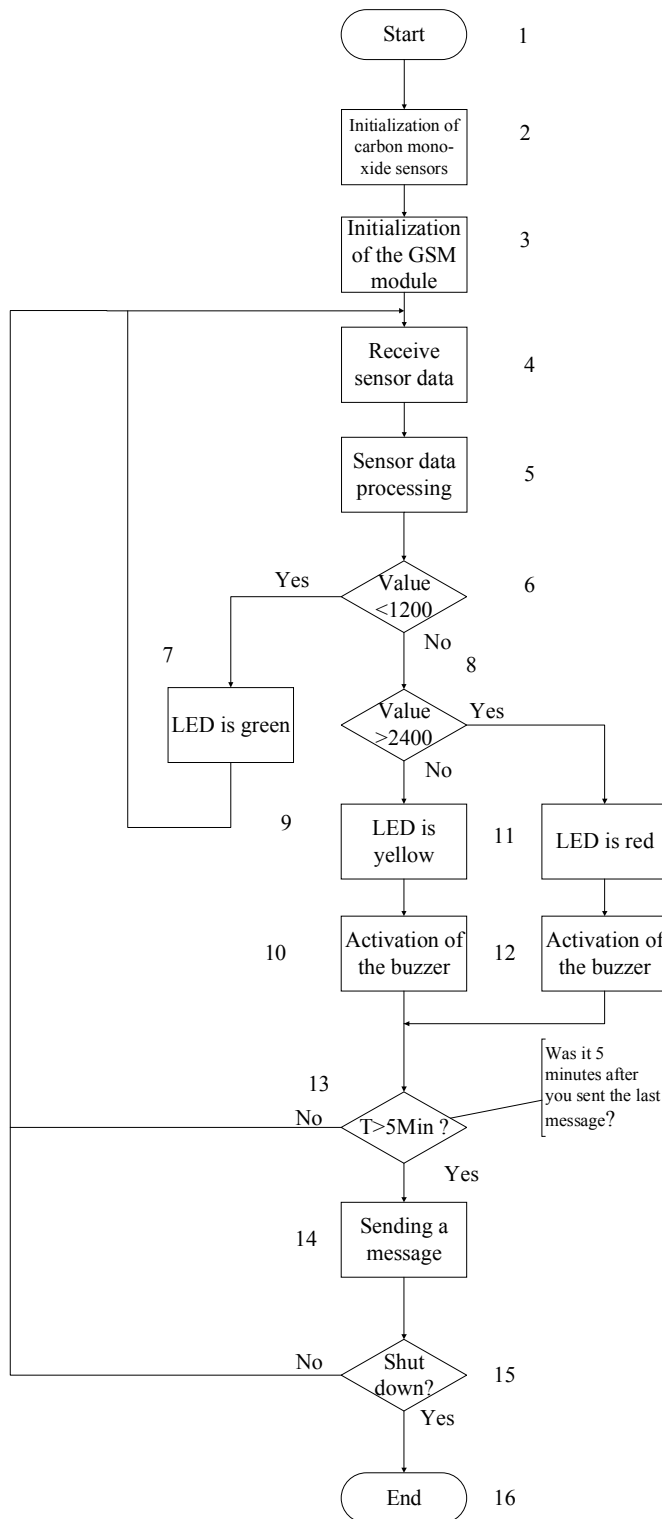 Start
1
Initialization of
carbon mono-
xide sensors
2
Initialization
of the GSM
module
3
Receive
sensor data
4
Sensor data
processing
5
Yes
Value
<1200
6
No
7
8
LED is green
Value
>2400
Yes
No
9
LED is
yellow
11
LED is red
10
Activation of
the buzzer
12
Activation of
the buzzer
13
Was it 5
minutes after
you sent the last
message?
No
T>5Min ?
Yes
14
Sending a
message
No
Shut
down?
15
Yes
End
16